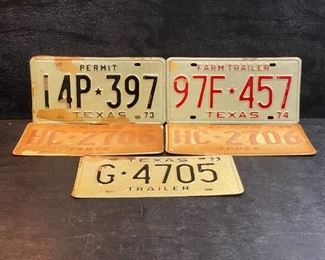 PERMIT
14P★397
TEXAS 73
FARM TRAILER
97F★457
TEXAS 74
HC-2706
HC-2706
TEXAS 73
G★4705
TRAILER